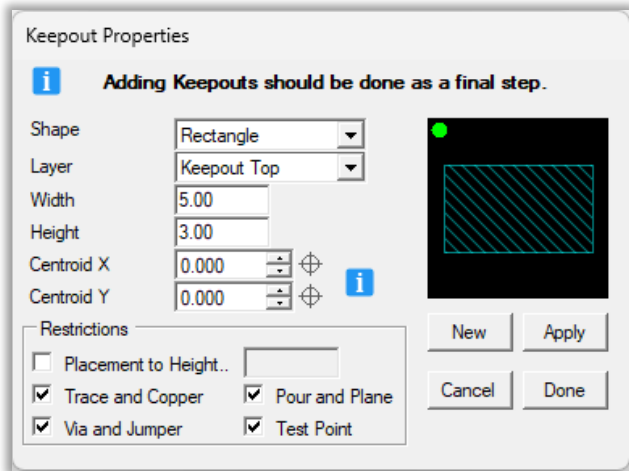 Keepout Properties
Adding Keepouts should be done as a final step.
Shape Rectangle
Layer Keepout Top
Width 5.00
Height 3.00
Centroid X 0.000
Centroid Y 0.000
Restrictions
Placement to Height..
Trace and Copper Pour and Plane
Via and Jumper Test Point
New Apply
Cancel Done